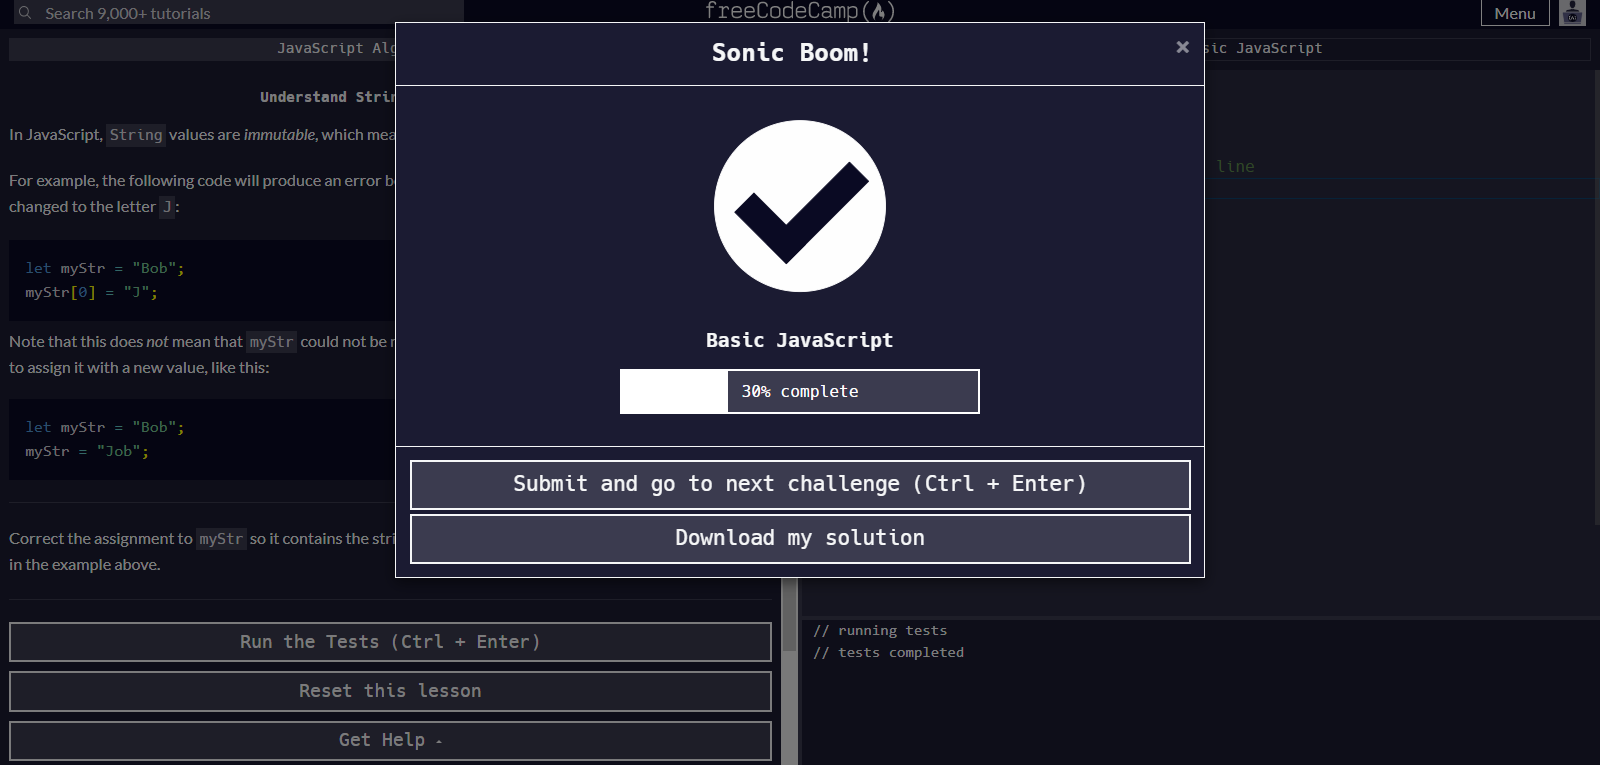 Search 9,000+ tutorials
freeCodeCamp
Menu
JavaScript Alg
sic JavaScript
Sonic Boom!
×
Understand Strin
In JavaScript, String values are immutable, which mea
For example, the following code will produce an error b
changed to the letter J:
let myStr = "Bob";
myStr[0] = "J";
Note that this does not mean that myStr could not be r
to assign it with a new value, like this:
let myStr = "Bob";
myStr = "Job";
Correct the assignment to myStr so it contains the stri
in the example above.
Run the Tests (Ctrl + Enter)
Reset this lesson
Get Help
line
Basic JavaScript
30% complete
Submit and go to next challenge (Ctrl + Enter)
Download my solution
// running tests
// tests completed